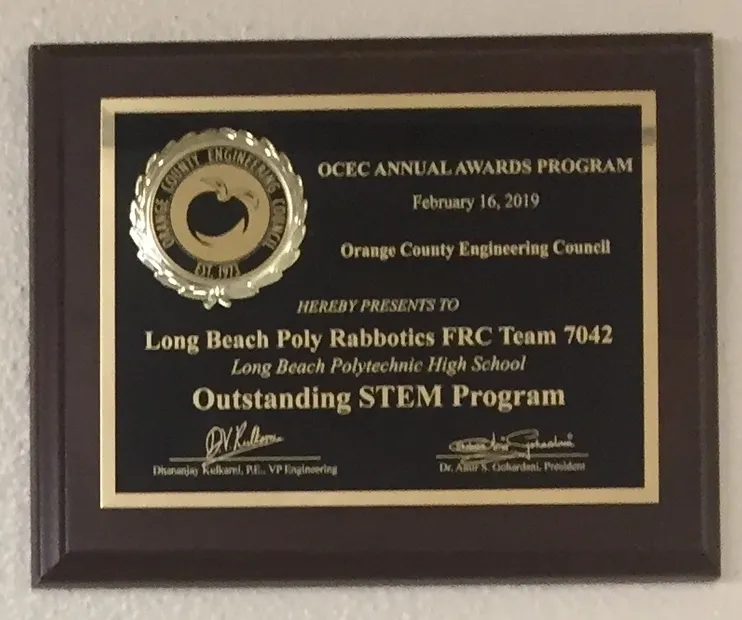 ORANGE COUNTY ENGINEERING COUNCIL
EST. 1973
OCEC ANNUAL AWARDS PROGRAM
February 16, 2019
Orange County Engineering Council
HEREBY PRESENTS TO
Long Beach Poly Rabbotics FRC Team 7042
Long Beach Polytechnic High School
Outstanding STEM Program
D.V. Kulkarni
Dhananjay Kulkarni, P.E., VP Engineering
Dr. Amir S. Gohardani, President